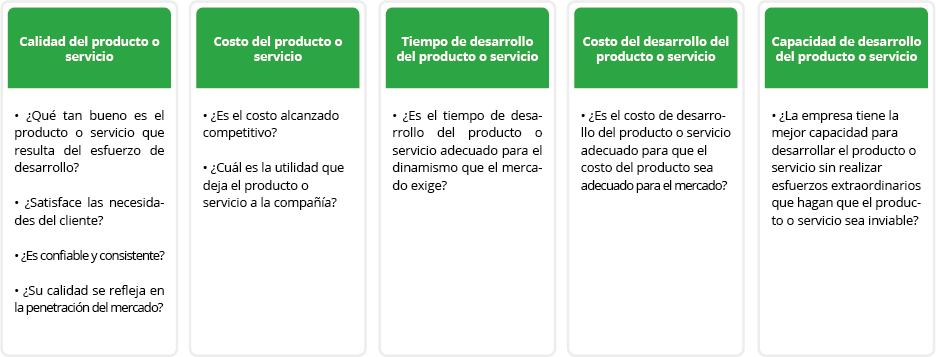 Calidad del producto o
servicio
• ¿Qué tan bueno es el
producto o servicio que
resulta del esfuerzo de
desarrollo?
• ¿Satisface las necesida-
des del cliente?
• ¿Es confiable y consistente?
• ¿Su calidad se refleja en
la penetración del mercado?
Costo del producto o
servicio
• ¿Es el costo alcanzado
competitivo?
• ¿Cuál es la utilidad que
deja el producto o
servicio a la compañía?
Tiempo de desarrollo
del producto o servicio
• ¿Es el tiempo de desa-
rrollo del producto o
servicio adecuado para el
dinamismo que el merca-
do exige?
Costo del desarrollo del
producto o servicio
• ¿Es el costo de desarro-
llo del producto o servicio
adecuado para que el
costo del producto sea
adecuado para el mercado?
Capacidad de desarrollo
del producto o servicio
• ¿La empresa tiene la
mejor capacidad para
desarrollar el producto o
servicio sin realizar
esfuerzos extraordinarios
que hagan que el produc-
to o servicio sea inviable?